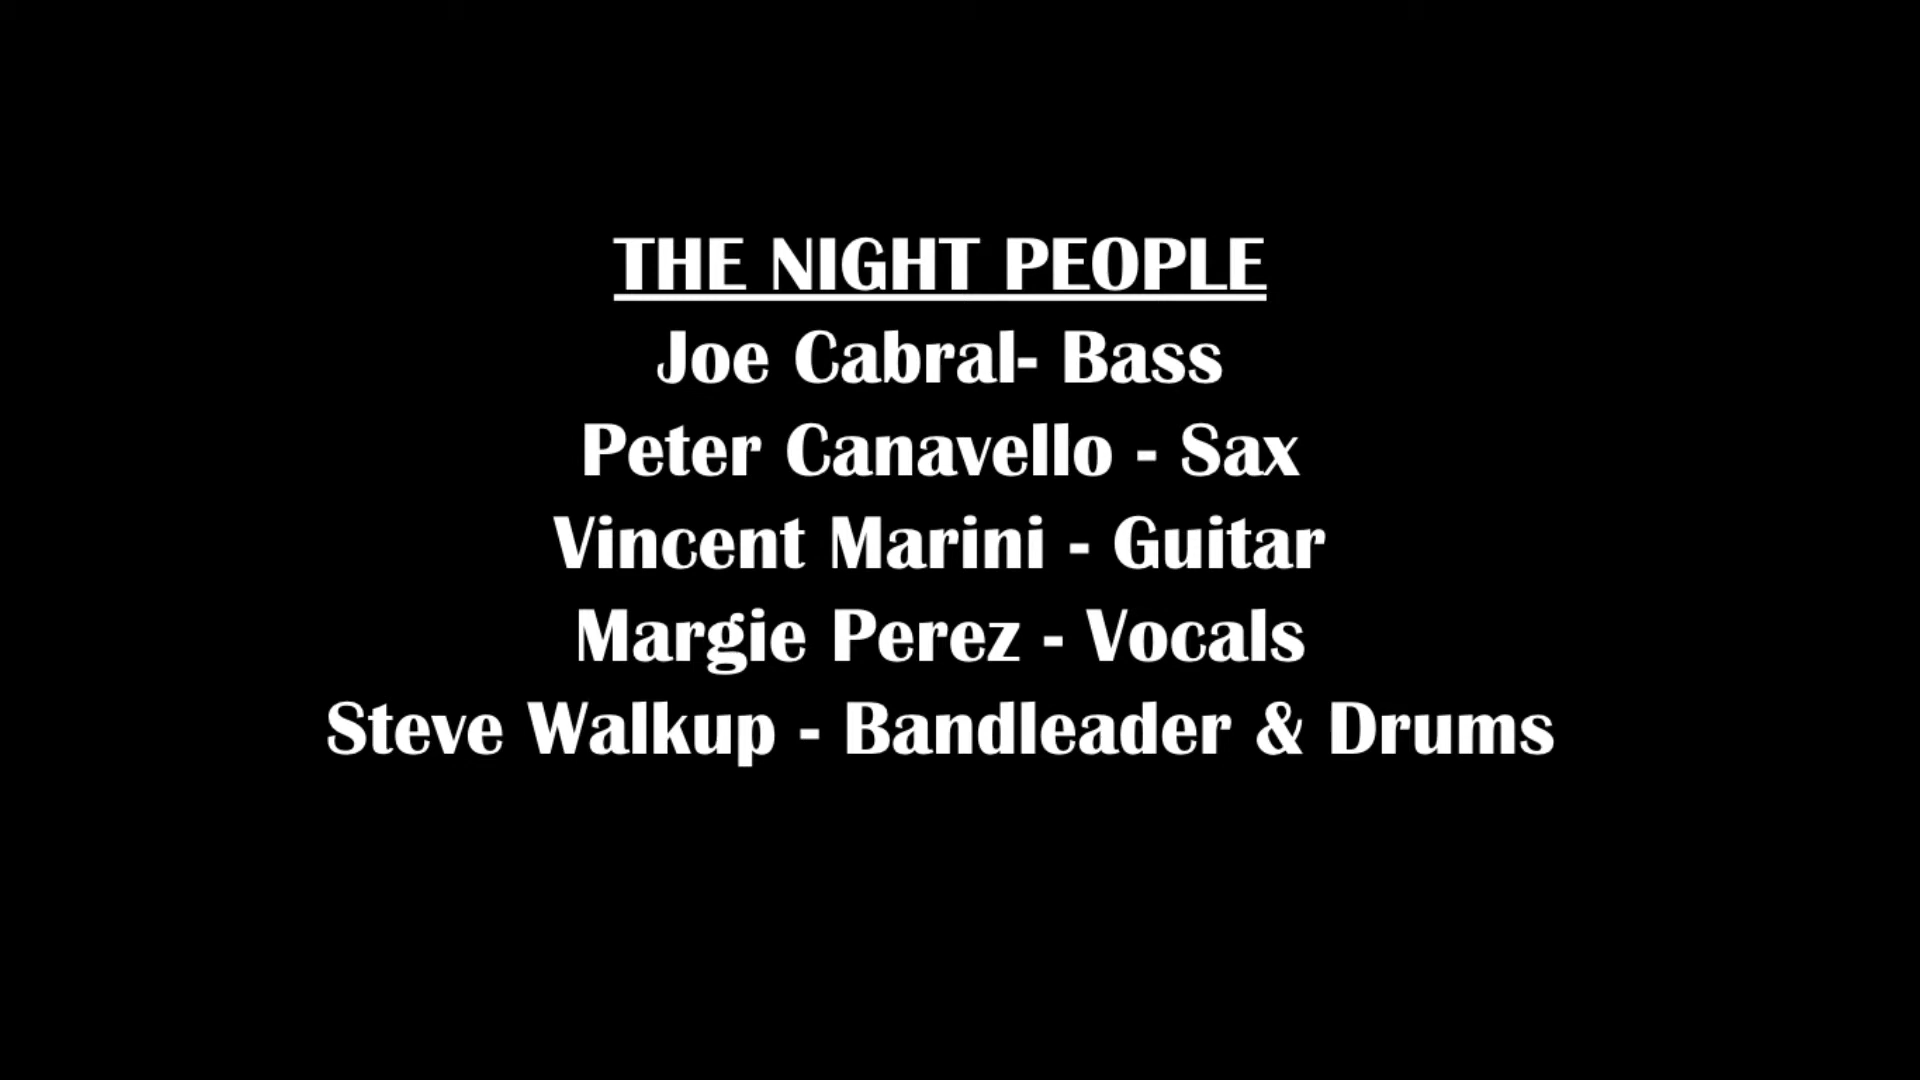 THE NIGHT PEOPLE
Joe Cabral- Bass
Peter Canavello - Sax
Vincent Marini - Guitar
Margie Perez - Vocals
Steve Walkup - Bandleader & Drums